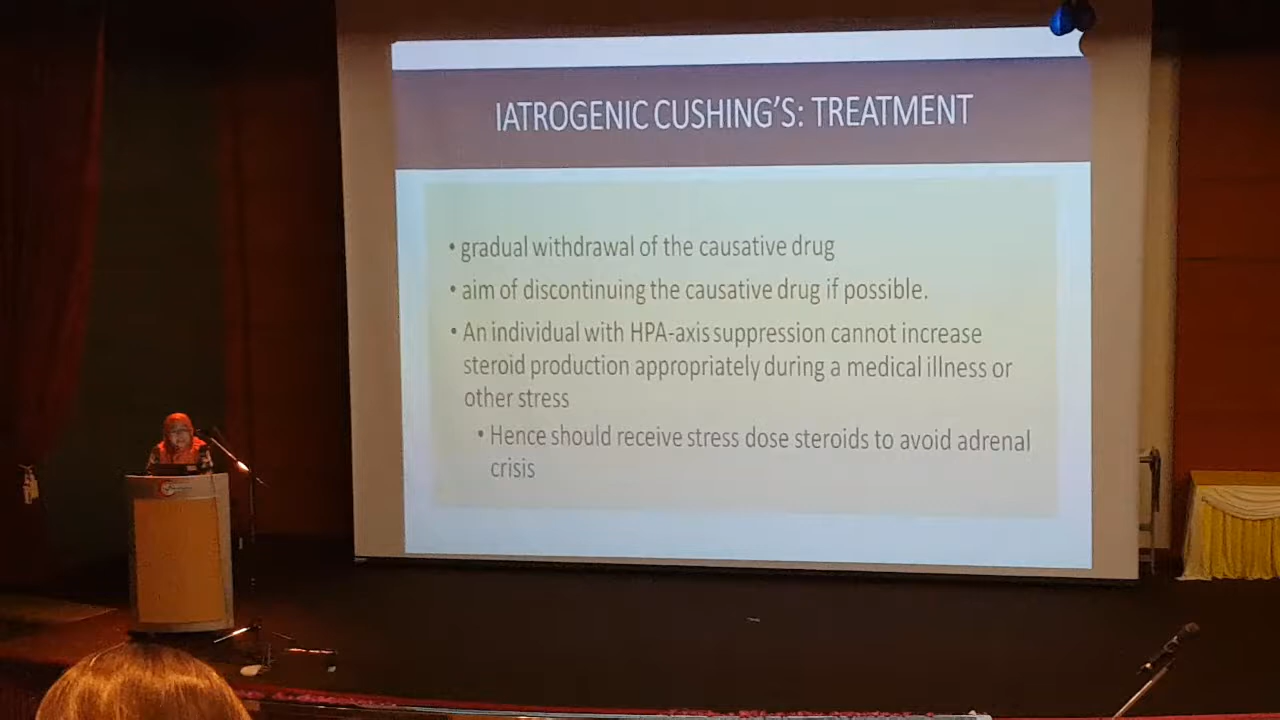 IATROGENIC CUSHING'S: TREATMENT
• gradual withdrawal of the causative drug
• aim of discontinuing the causative drug if possible.
• An individual with HPA-axis suppression cannot increase
steroid production appropriately during a medical illness or
other stress
• Hence should receive stress dose steroids to avoid adrenal
crisis